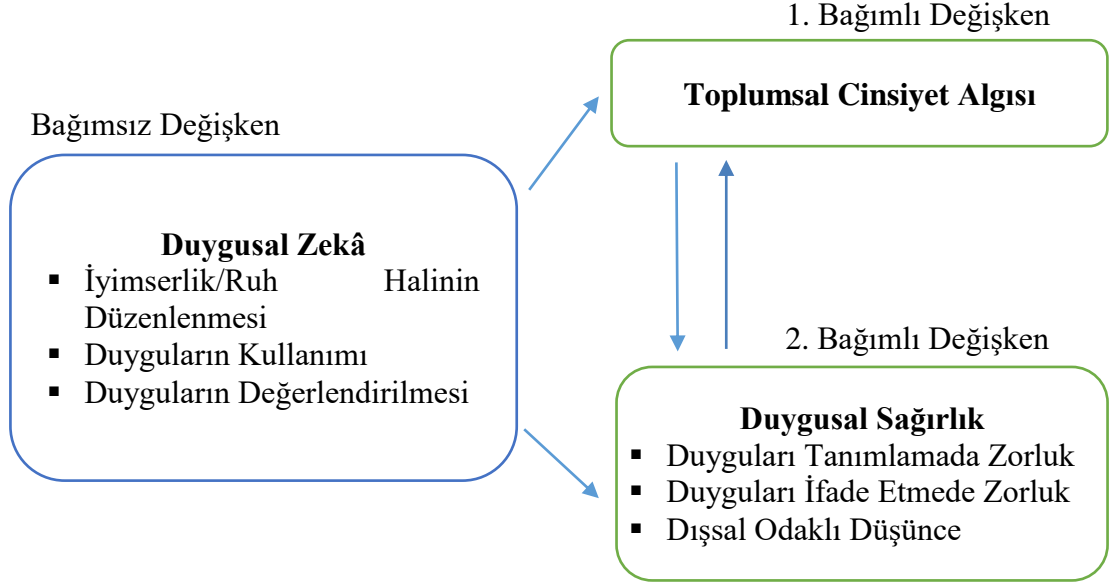 1. Bağımlı Değişken
Toplumsal Cinsiyet Algısı
Bağımsız Değişken
Duygusal Zekâ
▪ İyimserlik/Ruh Halinin
Düzenlenmesi
▪ Duyguların Kullanımı
▪ Duyguların Değerlendirilmesi
2. Bağımlı Değişken
Duygusal Sağırlık
▪ Duyguları Tanımlamada Zorluk
▪ Duyguları İfade Etmede Zorluk
▪ Dışsal Odaklı Düşünce